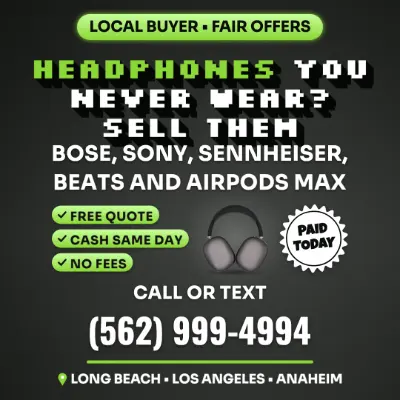 LOCAL BUYER • FAIR OFFERS
HEADPHONES YOU
NEVER WEAR?
SELL THEM
BOSE, SONY, SENNHEISER,
BEATS AND AIRPODS MAX
✓ FREE QUOTE
✓ CASH SAME DAY
✓ NO FEES
PAID
TODAY
CALL OR TEXT
(562) 999-4994
LONG BEACH • LOS ANGELES • ANAHEIM